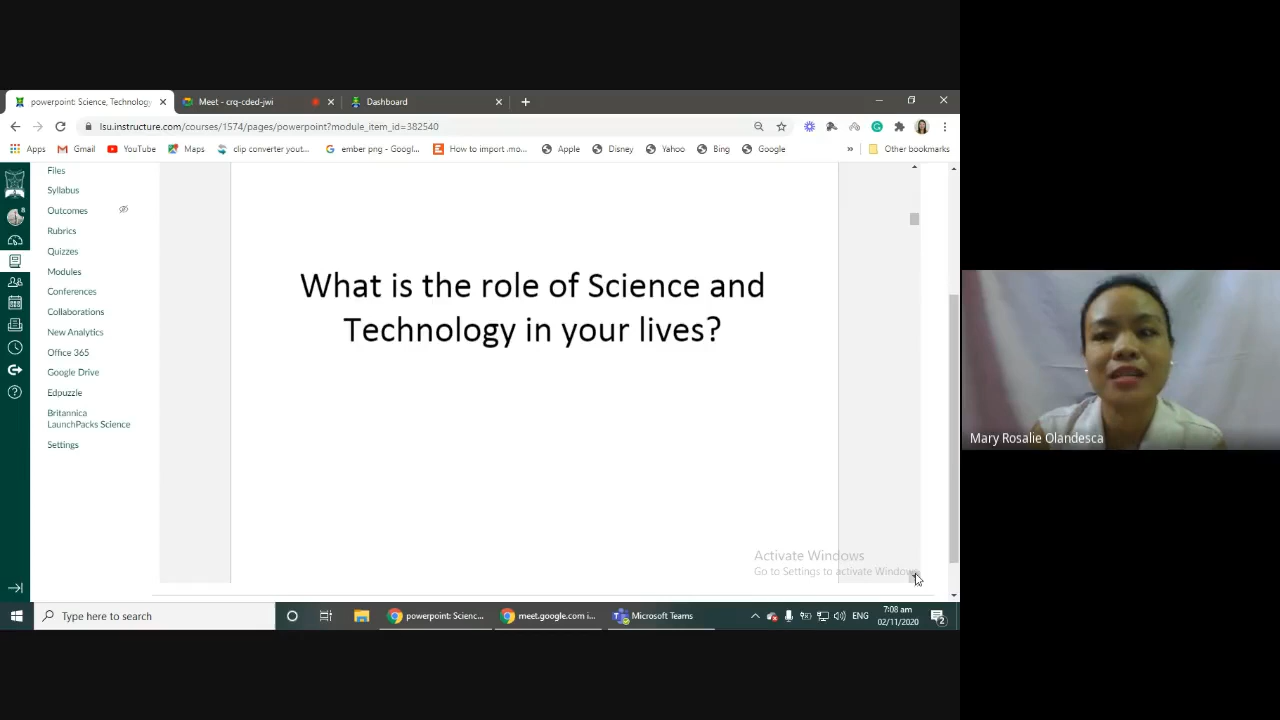 powerpoint: Science, Technology
Meet - crq-cded-jwi
Dashboard
lsu.instructure.com/courses/1574/pages/powerpoint?module_item_id=382540
Apps
Gmail
YouTube
Maps
clip converter yout...
ember png - Googl...
How to import .mo...
Apple
Disney
Yahoo
Bing
Google
»
Other bookmarks
Files
Syllabus
Outcomes
Rubrics
Quizzes
Modules
Conferences
Collaborations
New Analytics
Office 365
Google Drive
Edpuzzle
Britannica
LaunchPacks Science
Settings
What is the role of Science and
Technology in your lives?
Activate Windows
Go to Settings to activate Windows
Mary Rosalie Olandesca
Type here to search
powerpoint: Scienc...
meet.google.com i...
Microsoft Teams
ENG
7:08 am
02/11/2020
2